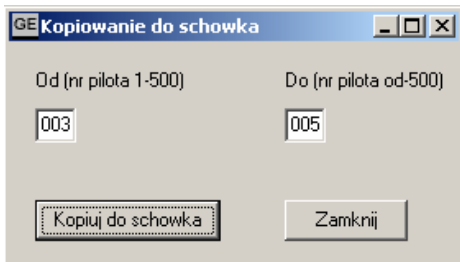 GE Kopiowanie do schowka
Od (nr pilota 1-500) Do (nr pilota od-500)
003 005
Kopiuj do schowka Zamknij